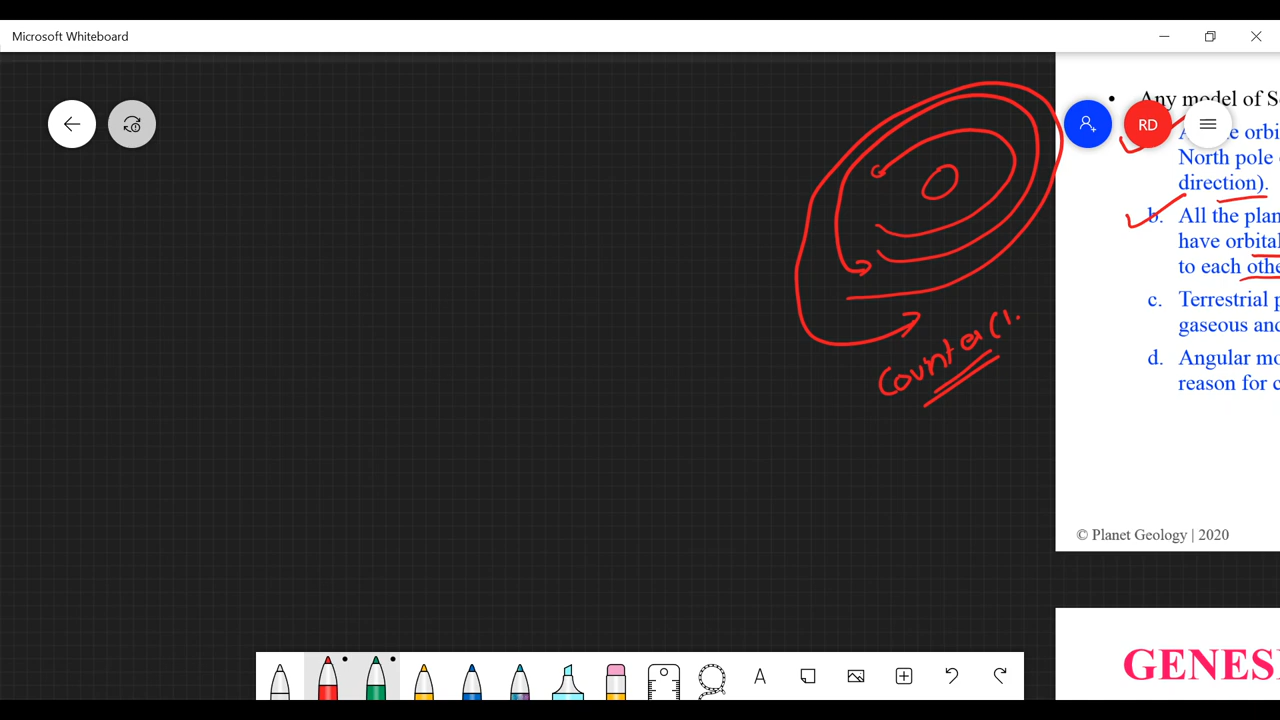 Microsoft Whiteboard
Any model of S
RD
orbi
North pole
direction).
b. All the plan
have orbital
to each othe
c. Terrestrial p
gaseous and
d. Angular mo
reason for c
Counter Cl.
© Planet Geology | 2020
GENES
A